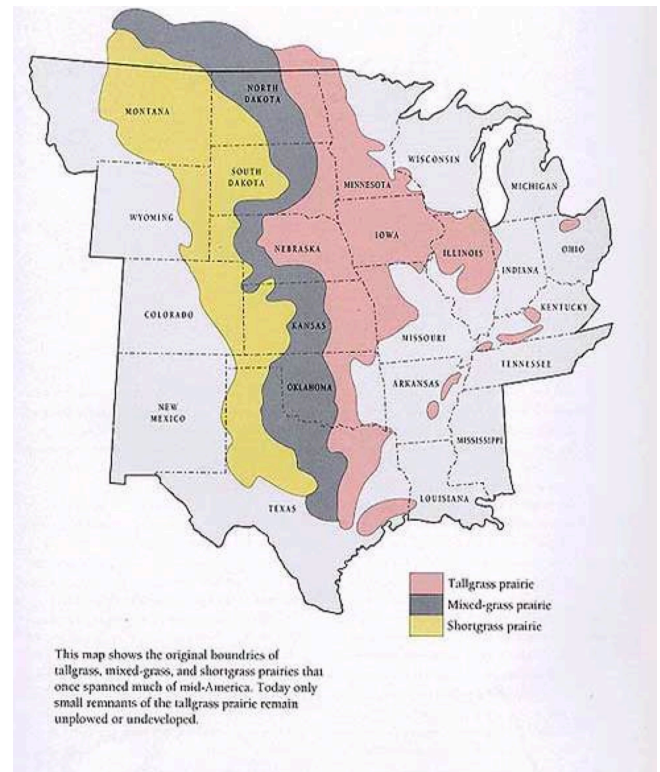 NORTH
DAKOTA
MONTANA
WISCONSIN
SOUTH
DAKOTA
MINNESOTA
MICHIGAN
WYOMING
IOWA
NEBRASKA
ILLINOIS
OHIO
INDIANA
COLORADO
KANSAS
KENTUCKY
MISSOURI
TENNESSEE
OKLAHOMA
ARKANSAS
NEW
MEXICO
MISSISSIPPI
LOUISIANA
TEXAS
Tallgrass prairie
Mixed-grass prairie
Shortgrass prairie
This map shows the original boundries of
tallgrass, mixed-grass, and shortgrass prairies that
once spanned much of mid-America. Today only
small remnants of the tallgrass prairie remain
unplowed or undeveloped.